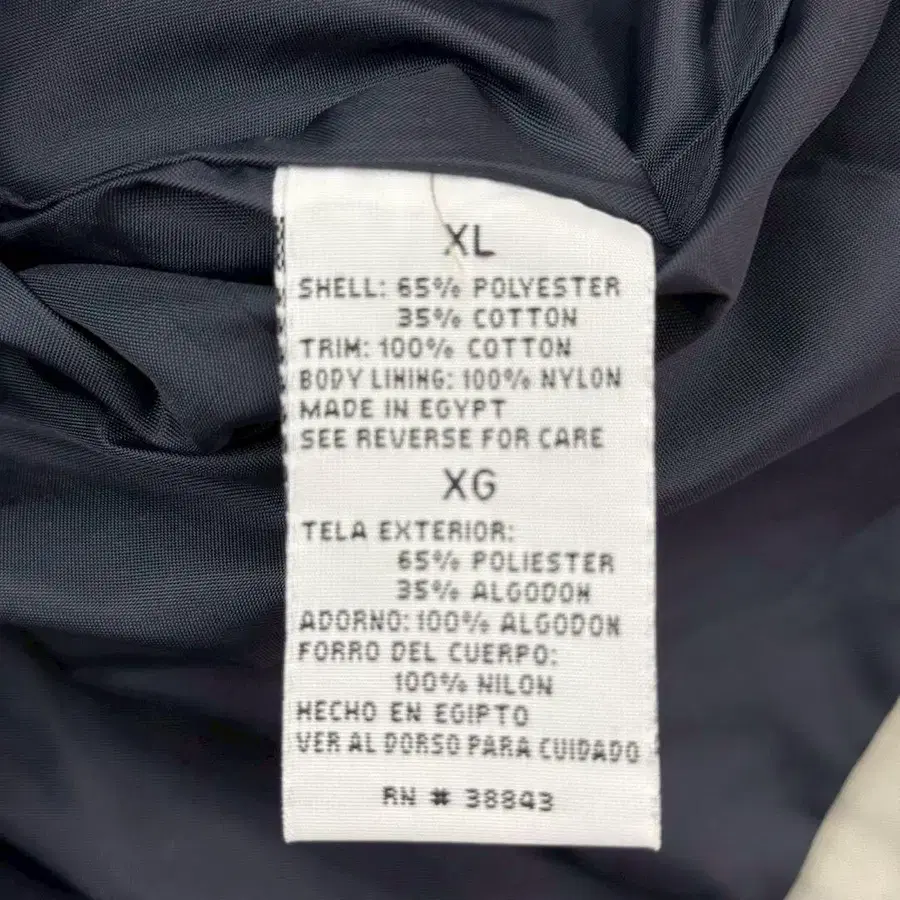 XL
SHELL: 65% POLYESTER
35% COTTON
TRIM: 100% COTTON
BODY LINING: 100% NYLON
MADE IN EGYPT
SEE REVERSE FOR CARE
XG
TELA EXTERIOR:
65% POLIESTER
35% ALGODON
ADORNO: 100% ALGODON
FORRO DEL CUERPO:
100% NILON
HECHO EN EGIPTO
VER AL DORSO PARA CUIDADO
RN # 38843